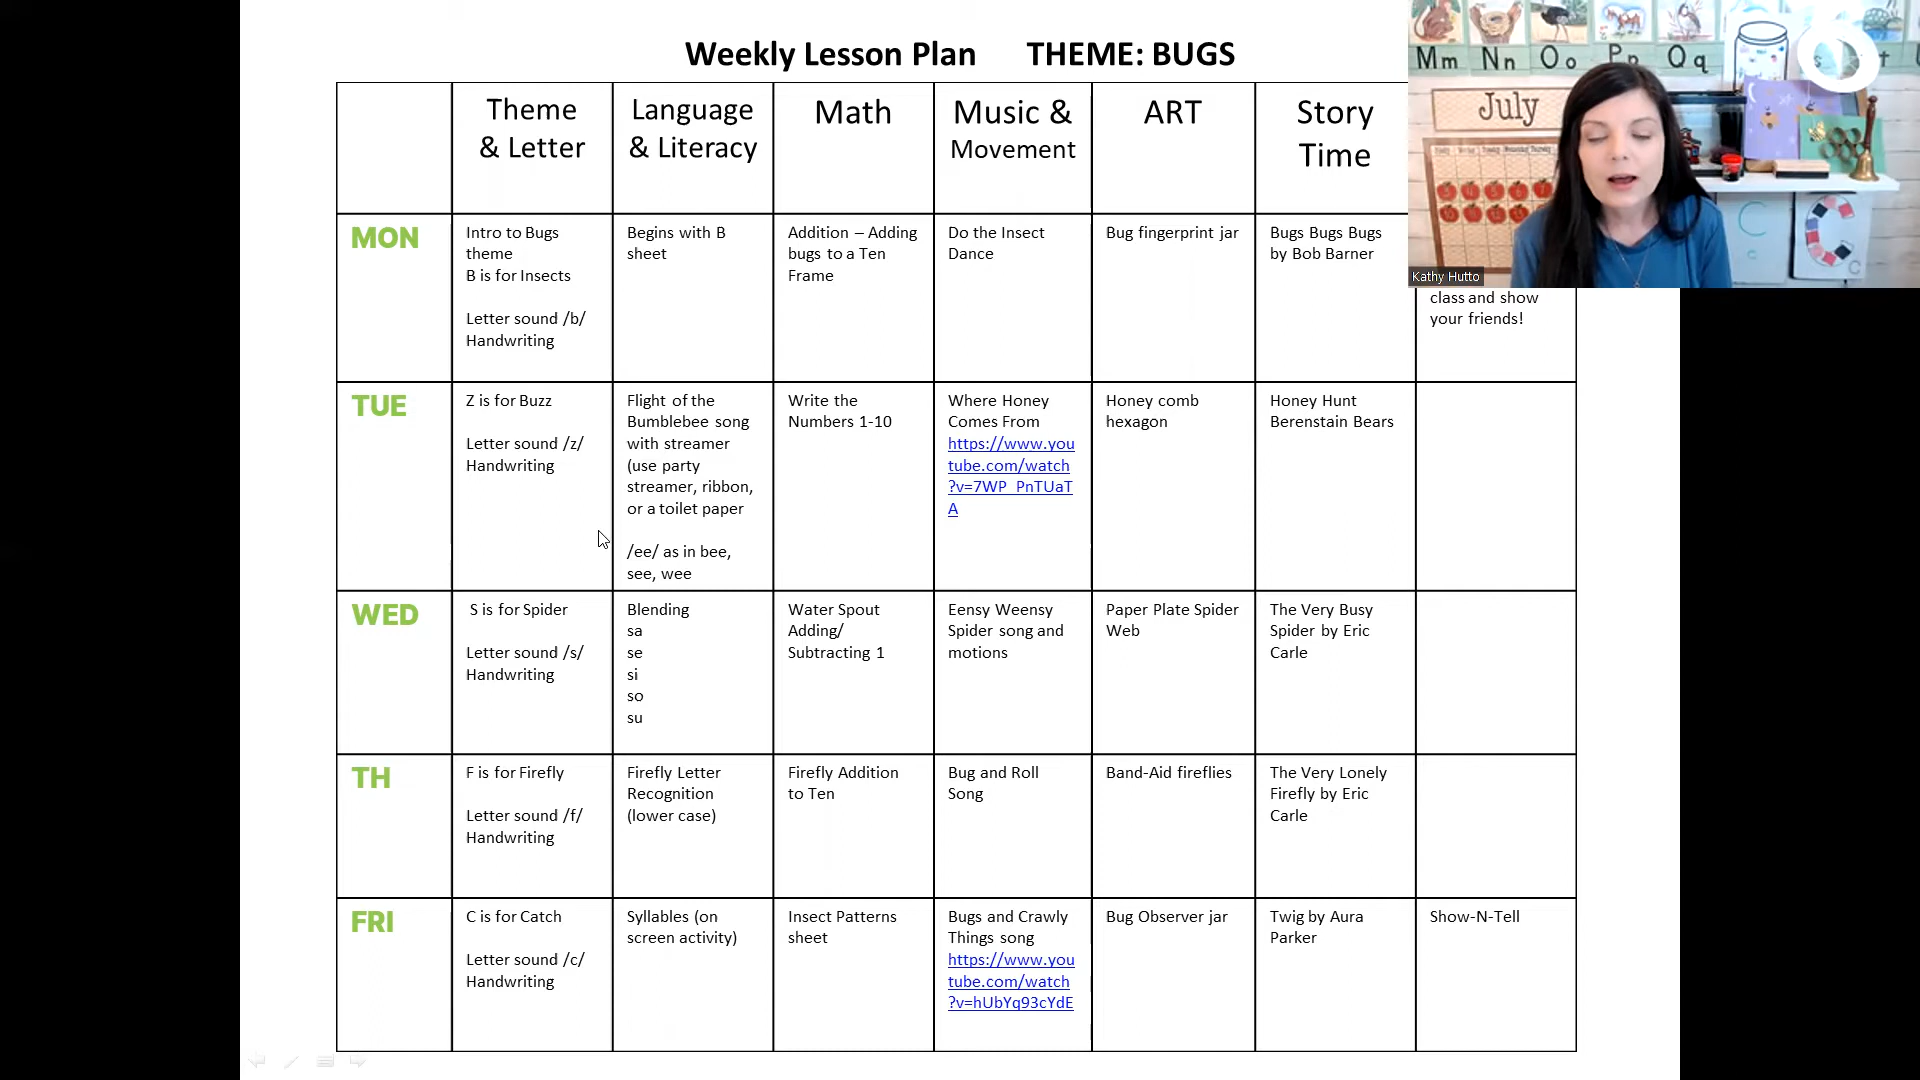 Weekly Lesson Plan THEME: BUGS
Theme
& Letter
Language
& Literacy
Math
Music &
Movement
ART
Story
Time
MON
Intro to Bugs
theme
B is for Insects
Letter sound /b/
Handwriting
Begins with B
sheet
Addition – Adding
bugs to a Ten
Frame
Do the Insect
Dance
Bug fingerprint jar
Bugs Bugs Bugs
by Bob Barner
class and show
your friends!
TUE
Z is for Buzz
Letter sound /z/
Handwriting
Flight of the
Bumblebee song
with streamer
(use party
streamer, ribbon,
or a toilet paper
/ee/ as in bee,
see, wee
Write the
Numbers 1-10
Where Honey
Comes From
https://www.you
tube.com/watch
?v=7WP_PnTUaT
A
Honey comb
hexagon
Honey Hunt
Berenstain Bears
WED
S is for Spider
Letter sound /s/
Handwriting
Blending
sa
se
si
so
su
Water Spout
Adding/
Subtracting 1
Eensy Weensy
Spider song and
motions
Paper Plate Spider
Web
The Very Busy
Spider by Eric
Carle
TH
F is for Firefly
Letter sound /f/
Handwriting
Firefly Letter
Recognition
(lower case)
Firefly Addition
to Ten
Bug and Roll
Song
Band-Aid fireflies
The Very Lonely
Firefly by Eric
Carle
FRI
C is for Catch
Letter sound /c/
Handwriting
Syllables (on
screen activity)
Insect Patterns
sheet
Bugs and Crawly
Things song
https://www.you
tube.com/watch
?v=hUbYq93cYdE
Bug Observer jar
Twig by Aura
Parker
Show-N-Tell
Mm Nn Oo Pp Qq
July
Kathy Hutto